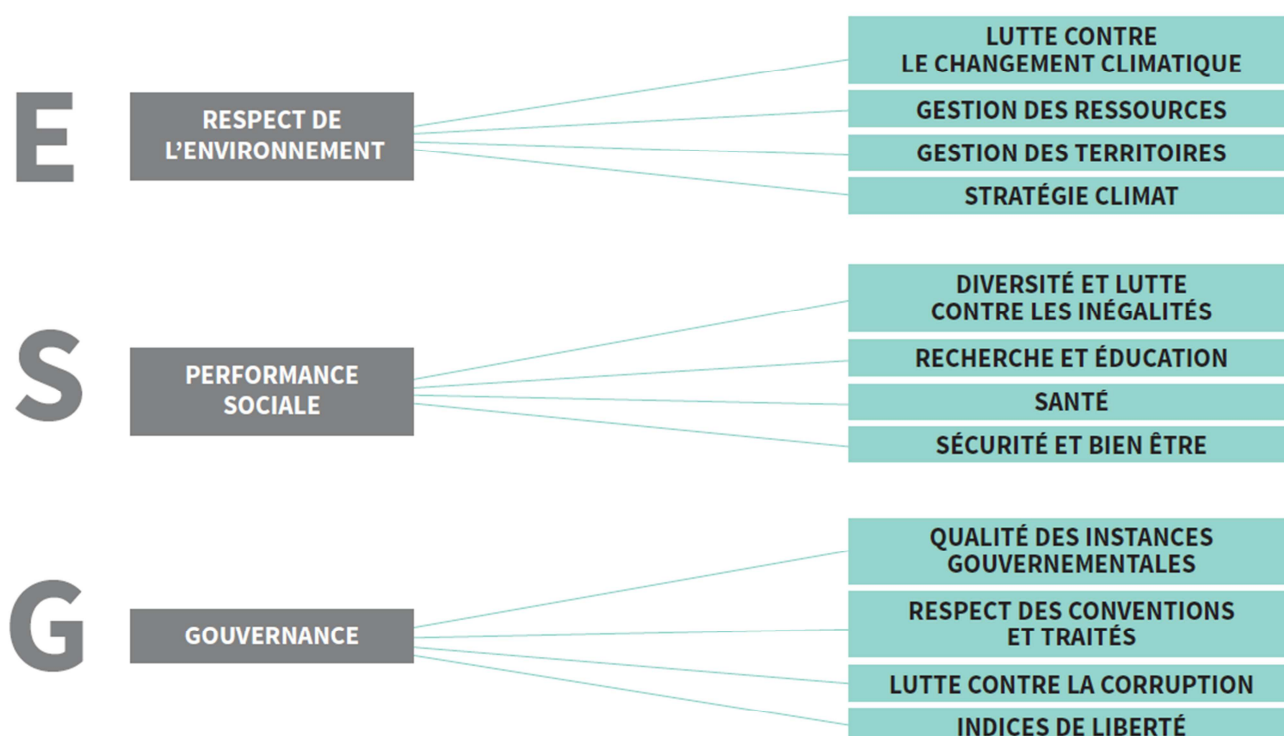 E
RESPECT DE
L'ENVIRONNEMENT
LUTTE CONTRE
LE CHANGEMENT CLIMATIQUE
GESTION DES RESSOURCES
GESTION DES TERRITOIRES
STRATÉGIE CLIMAT
S
PERFORMANCE
SOCIALE
DIVERSITÉ ET LUTTE
CONTRE LES INÉGALITÉS
RECHERCHE ET ÉDUCATION
SANTÉ
SÉCURITÉ ET BIEN ÊTRE
G
GOUVERNANCE
QUALITÉ DES INSTANCES
GOUVERNEMENTALES
RESPECT DES CONVENTIONS
ET TRAITÉS
LUTTE CONTRE LA CORRUPTION
INDICES DE LIBERTÉ